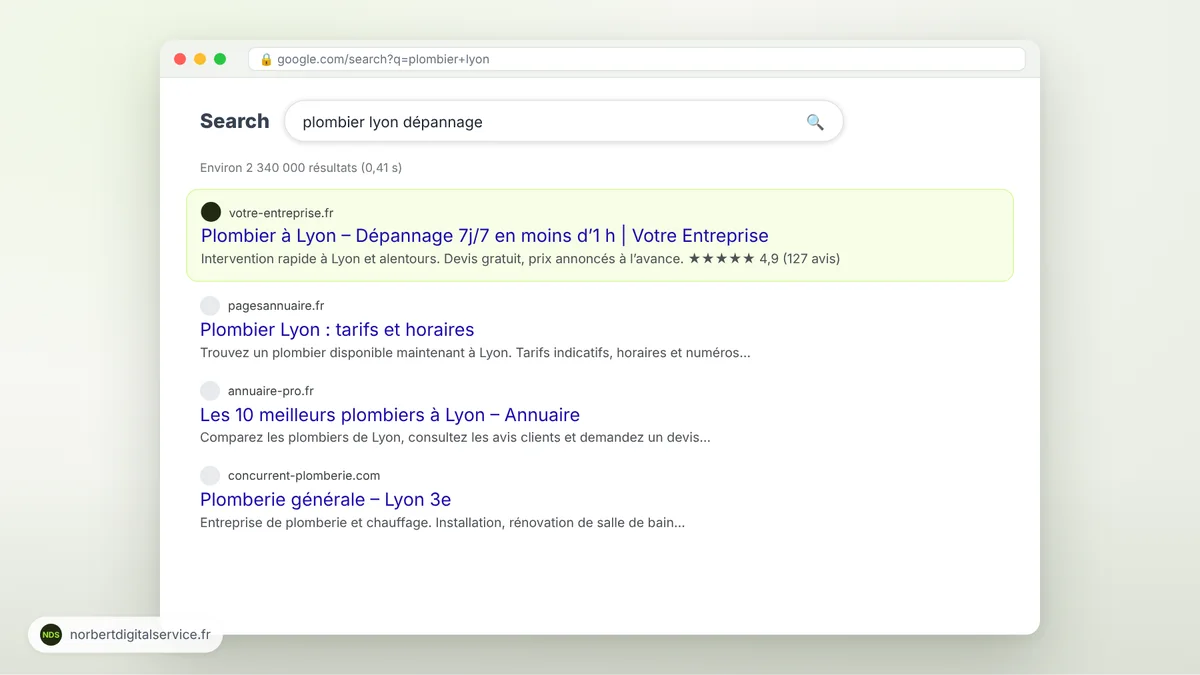 google.com/search?q=plombier+lyon
Search
plombier lyon dépannage
Environ 2 340 000 résultats (0,41 s)
votre-entreprise.fr
Plombier à Lyon – Dépannage 7j/7 en moins d’1 h | Votre Entreprise
Intervention rapide à Lyon et alentours. Devis gratuit, prix annoncés à l’avance. ★★★★★ 4,9 (127 avis)
pagesannuaire.fr
Plombier Lyon : tarifs et horaires
Trouvez un plombier disponible maintenant à Lyon. Tarifs indicatifs, horaires et numéros…
annuaire-pro.fr
Les 10 meilleurs plombiers à Lyon – Annuaire
Comparez les plombiers de Lyon, consultez les avis clients et demandez un devis…
concurrent-plomberie.com
Plomberie générale – Lyon 3e
Entreprise de plomberie et chauffage. Installation, rénovation de salle de bain…
NDS norbertdigitalservice.fr